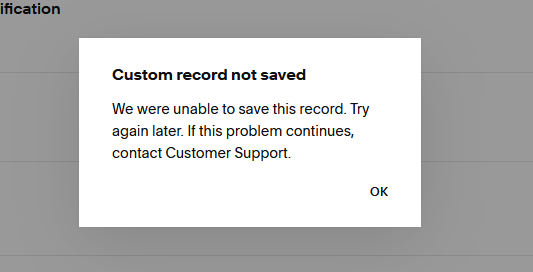 ification
Custom record not saved
We were unable to save this record. Try
again later. If this problem continues,
contact Customer Support.
OK